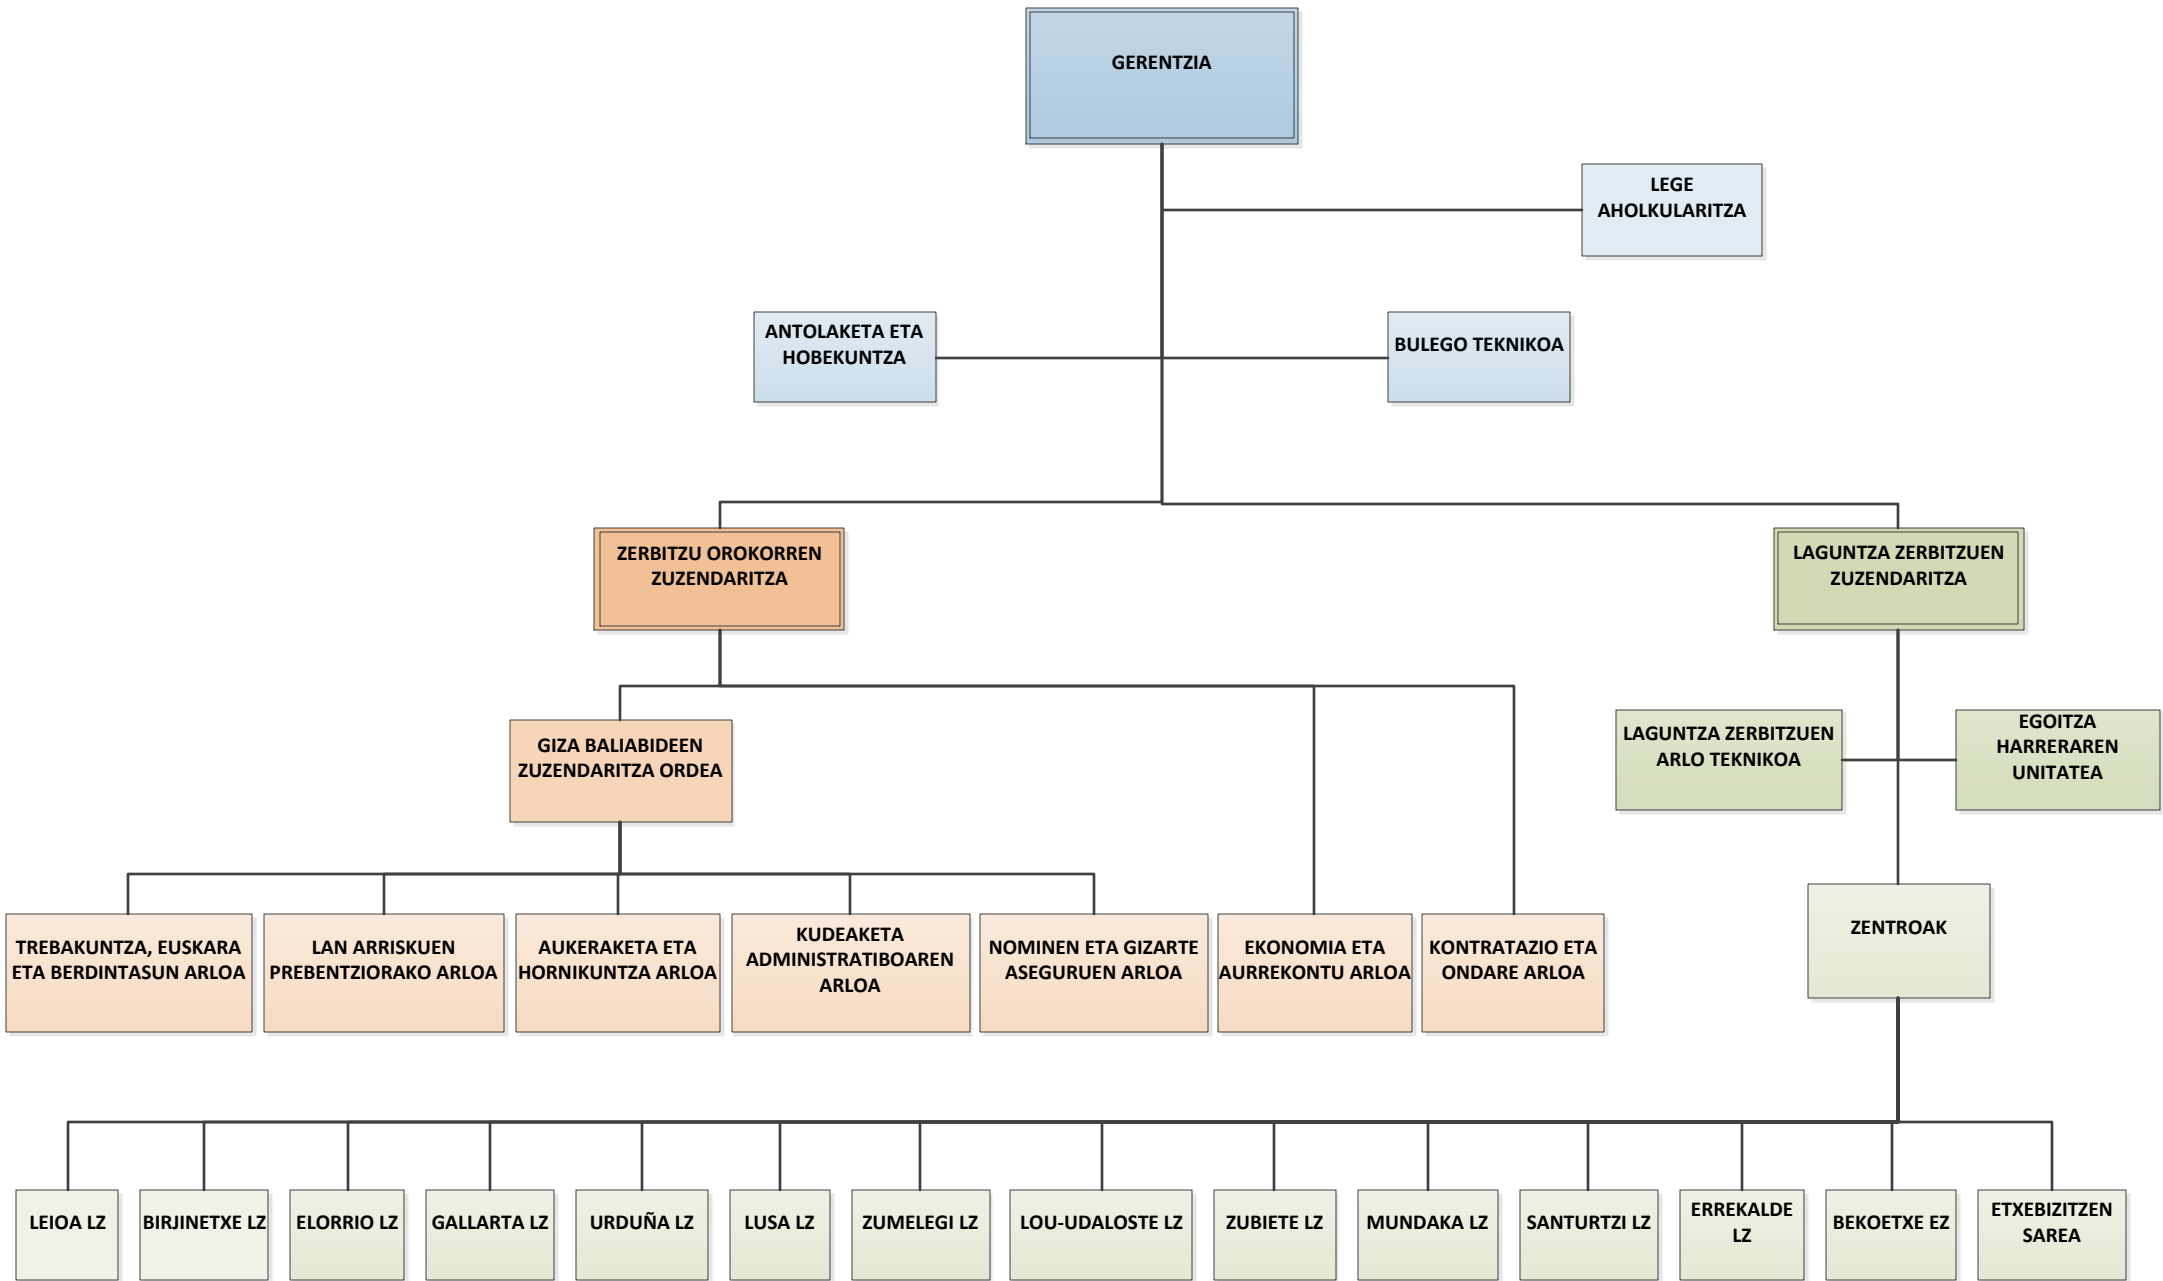 GERENTZIA
LEGE
AHOLKULARITZA
ANTOLAKETA ETA
HOBEKUNTZA
BULEGO TEKNIKOA
ZERBITZU OROKORREN
ZUZENDARITZA
LAGUNTZA ZERBITZUEN
ZUZENDARITZA
GIZA BALIABIDEEN
ZUZENDARITZA ORDEA
LAGUNTZA ZERBITZUEN
ARLO TEKNIKOA
EGOITZA
HARRERAREN
UNITATEA
TREBAKUNTZA, EUSKARA
ETA BERDINTASUN ARLOA
LAN ARRISKUEN
PREBENTZIORAKO ARLOA
AUKERAKETA ETA
HORNIKUNTZA ARLOA
KUDEAKETA
ADMINISTRATIBOAREN
ARLOA
NOMINEN ETA GIZARTE
ASEGURUEN ARLOA
EKONOMIA ETA
AURREKONTU ARLOA
KONTRATAZIO ETA
ONDARE ARLOA
ZENTROAK
LEIOA LZ
BIRJINETXE LZ
ELORRIO LZ
GALLARTA LZ
URDUÑA LZ
LUSA LZ
ZUMELEGI LZ
LOU-UDALOSTE LZ
ZUBIETE LZ
MUNDAKA LZ
SANTURTZI LZ
ERREKALDE
LZ
BEKOETXE EZ
ETXEBIZITZEN
SAREA